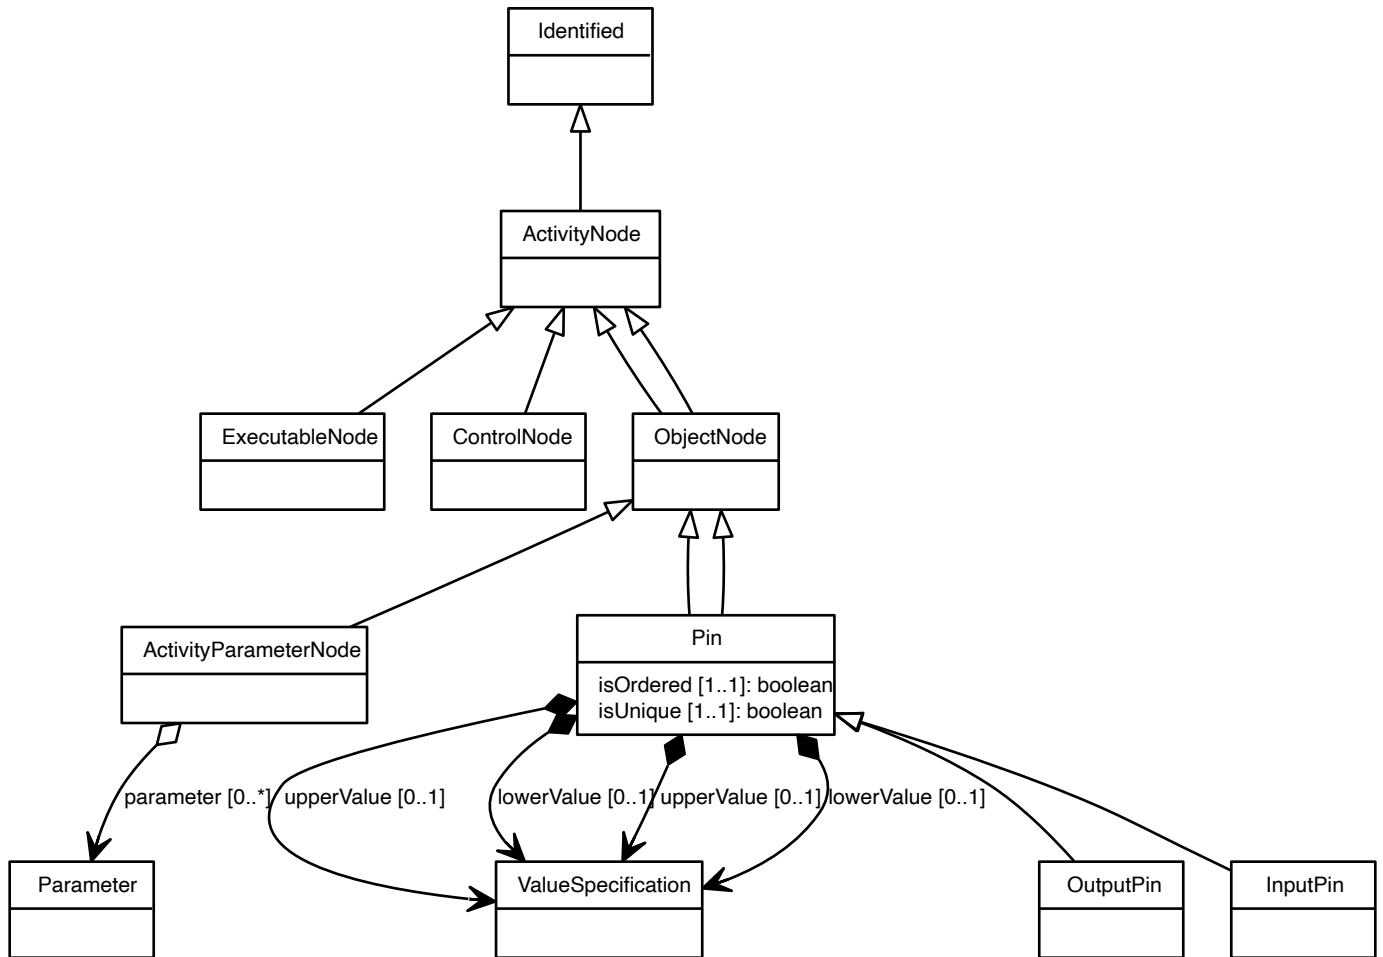 Identified
ActivityNode
ExecutableNode
ControlNode
ObjectNode
ActivityParameterNode
Pin
isOrdered [1..1]: boolean
isUnique [1..1]: boolean
parameter [0..*]
upperValue [0..1]
lowerValue [0..1]
upperValue [0..1]
lowerValue [0..1]
Parameter
ValueSpecification
OutputPin
InputPin